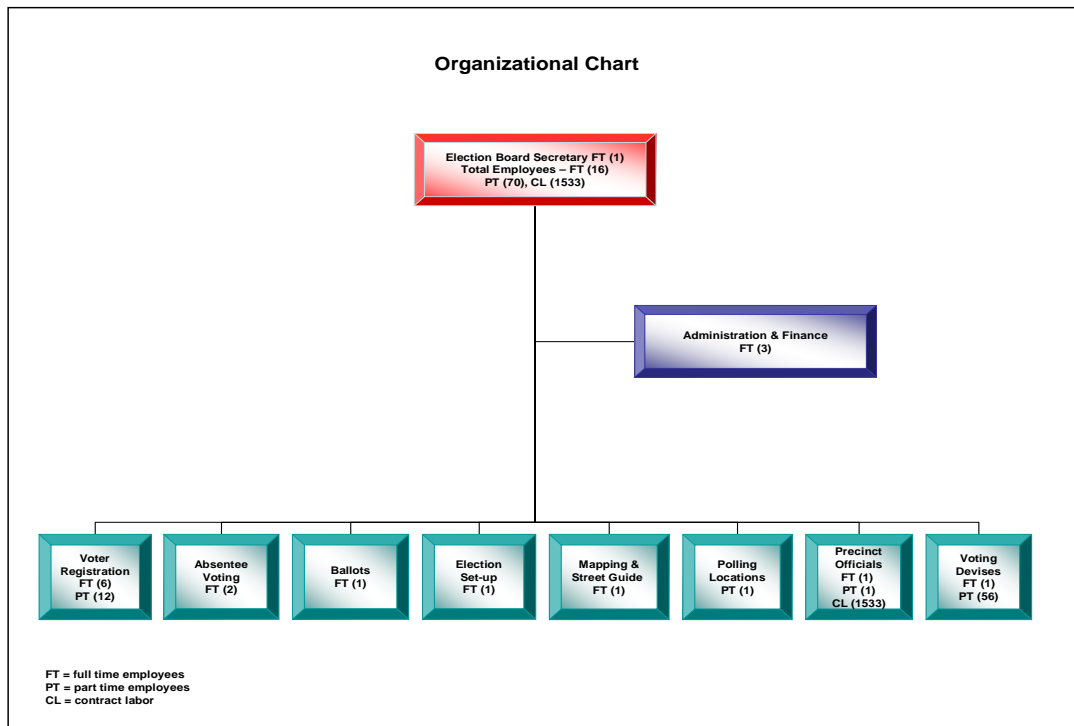 Organizational Chart
Election Board Secretary FT (1)
Total Employees – FT (16)
PT (70), CL (1533)
Administration & Finance
FT (3)
Voter
Registration
FT (6)
PT (12)
Absentee
Voting
FT (2)
Ballots
FT (1)
Election
Set-up
FT (1)
Mapping &
Street Guide
FT (1)
Polling
Locations
PT (1)
Precinct
Officials
FT (1)
PT (1)
CL (1533)
Voting
Devises
FT (1)
PT (56)
FT = full time employees
PT = part time employees
CL = contract labor